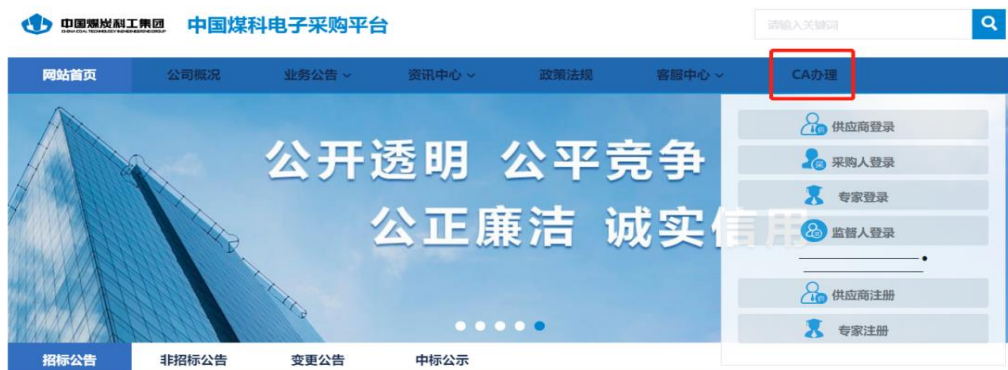 中国煤炭科工集团 中国煤科电子采购平台
请输入关键词
网站首页 公司概况 业务公告 资讯中心 政策法规 客服中心 CA办理
公开透明 公平竞争
公正廉洁 诚实信用
供应商登录
采购人登录
专家登录
监督人登录
供应商注册
专家注册
招标公告 非招标公告 变更公告 中标公示